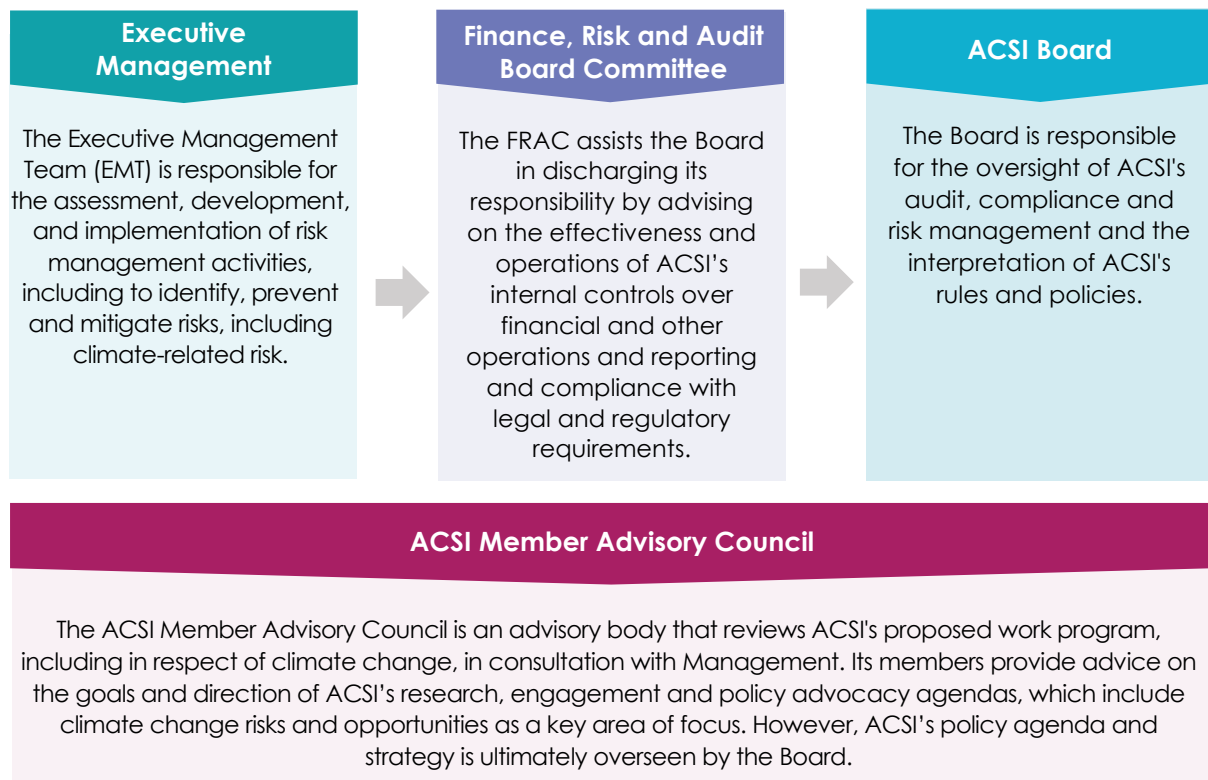 Executive
Management
The Executive Management
Team (EMT) is responsible for
the assessment, development,
and implementation of risk
management activities,
including to identify, prevent
and mitigate risks, including
climate-related risk.
Finance, Risk and Audit
Board Committee
The FRAC assists the Board
in discharging its
responsibility by advising
on the effectiveness and
operations of ACSI’s
internal controls over
financial and other
operations and reporting
and compliance with
legal and regulatory
requirements.
ACSI Board
The Board is responsible
for the oversight of ACSI's
audit, compliance and
risk management and the
interpretation of ACSI's
rules and policies.
ACSI Member Advisory Council
The ACSI Member Advisory Council is an advisory body that reviews ACSI's proposed work program,
including in respect of climate change, in consultation with Management. Its members provide advice on
the goals and direction of ACSI’s research, engagement and policy advocacy agendas, which include
climate change risks and opportunities as a key area of focus. However, ACSI’s policy agenda and
strategy is ultimately overseen by the Board.